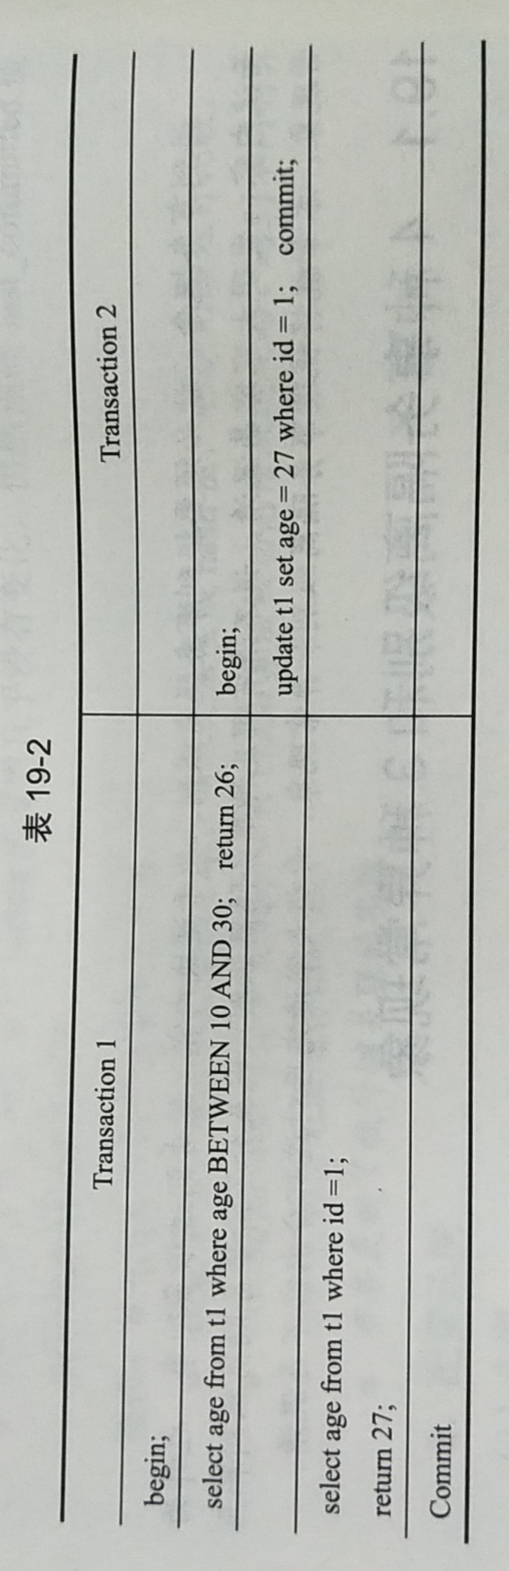 表 19-2
Transaction 1 Transaction 2
begin;
select age from t1 where age BETWEEN 10 AND 30; return 26; begin;
update t1 set age = 27 where id = 1; commit;
select age from t1 where id =1;
return 27;
Commit